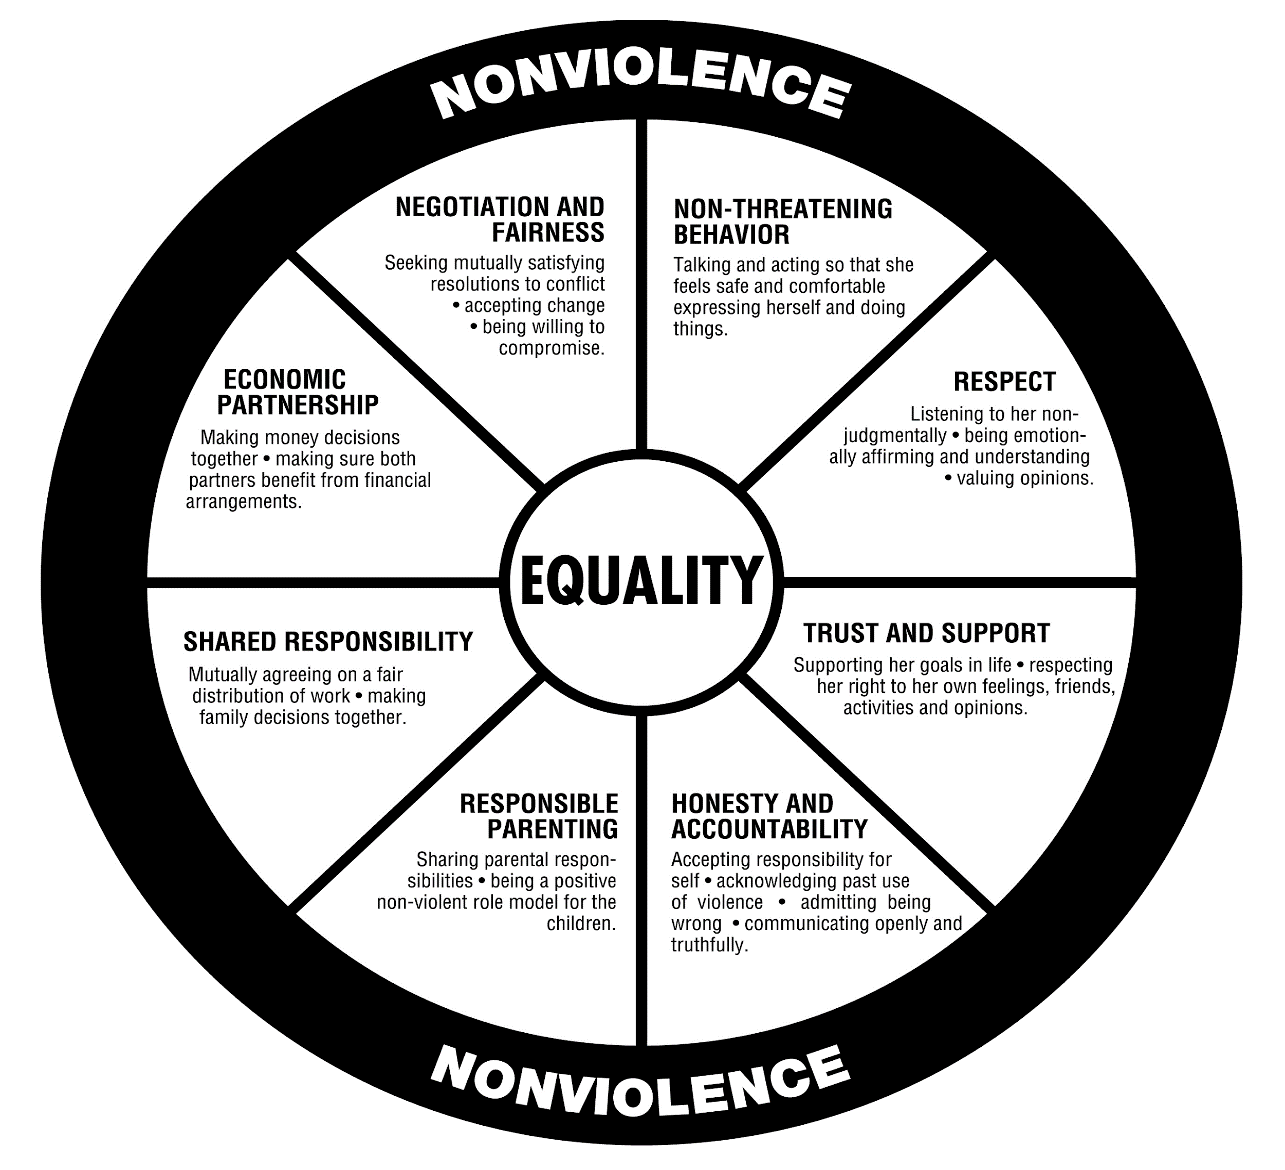 NONVIOLENCE
NEGOTIATION AND
FAIRNESS
Seeking mutually satisfying
resolutions to conflict
• accepting change
• being willing to
compromise.
NON-THREATENING
BEHAVIOR
Talking and acting so that she
feels safe and comfortable
expressing herself and doing
things.
ECONOMIC
PARTNERSHIP
Making money decisions
together • making sure both
partners benefit from financial
arrangements.
RESPECT
Listening to her non-
judgmentally • being emotion-
ally affirming and understanding
• valuing opinions.
EQUALITY
SHARED RESPONSIBILITY
Mutually agreeing on a fair
distribution of work • making
family decisions together.
TRUST AND SUPPORT
Supporting her goals in life • respecting
her right to her own feelings, friends,
activities and opinions.
RESPONSIBLE
PARENTING
Sharing parental respon-
sibilities • being a positive
non-violent role model for the
children.
HONESTY AND
ACCOUNTABILITY
Accepting responsibility for
self • acknowledging past use
of violence • admitting being
wrong • communicating openly and
truthfully.
NONVIOLENCE